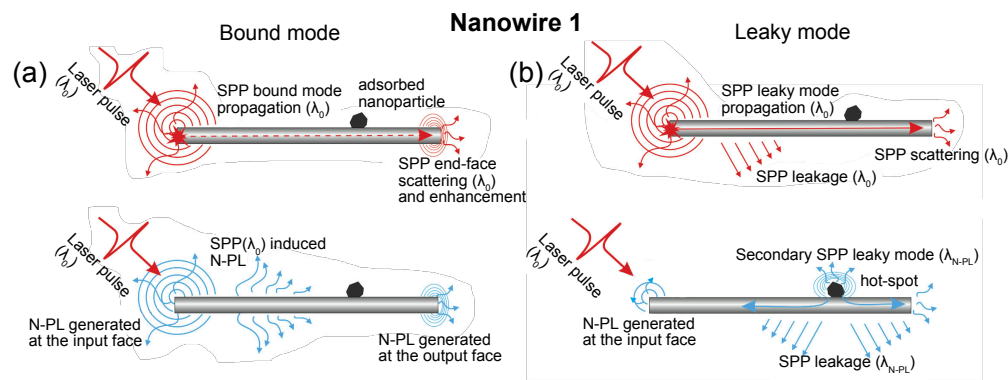 Nanowire 1
Bound mode
Leaky mode
(a)
Laser pulse
(λ₀)
SPP bound mode
propagation (λ₀)
adsorbed
nanoparticle
SPP end-face
scattering (λ₀)
and enhancement
Laser pulse
(λ₀)
SPP(λ₀) induced
N-PL
N-PL generated
at the input face
N-PL generated
at the output face
(b)
Laser pulse
(λ₀)
SPP leaky mode
propagation (λ₀)
SPP scattering (λ₀)
SPP leakage (λ₀)
Laser pulse
(λ₀)
Secondary SPP leaky mode (λN-PL)
hot-spot
N-PL generated
at the input face
SPP leakage (λN-PL)